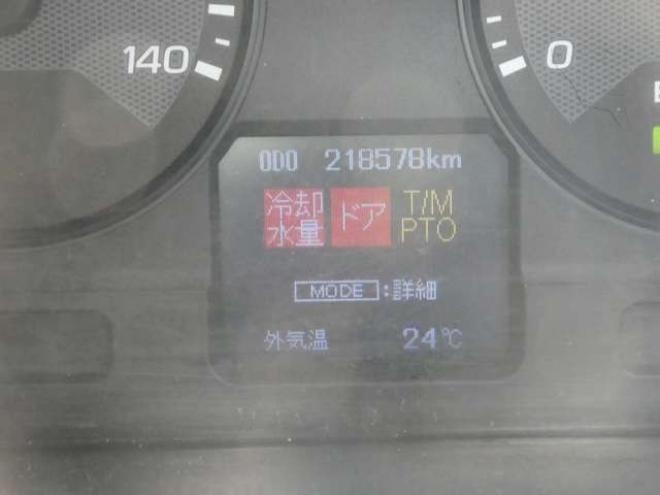 140
0
ODO 218578km
冷却 ドア T/M
水量 PTO
MODE:詳細
外気温 24℃